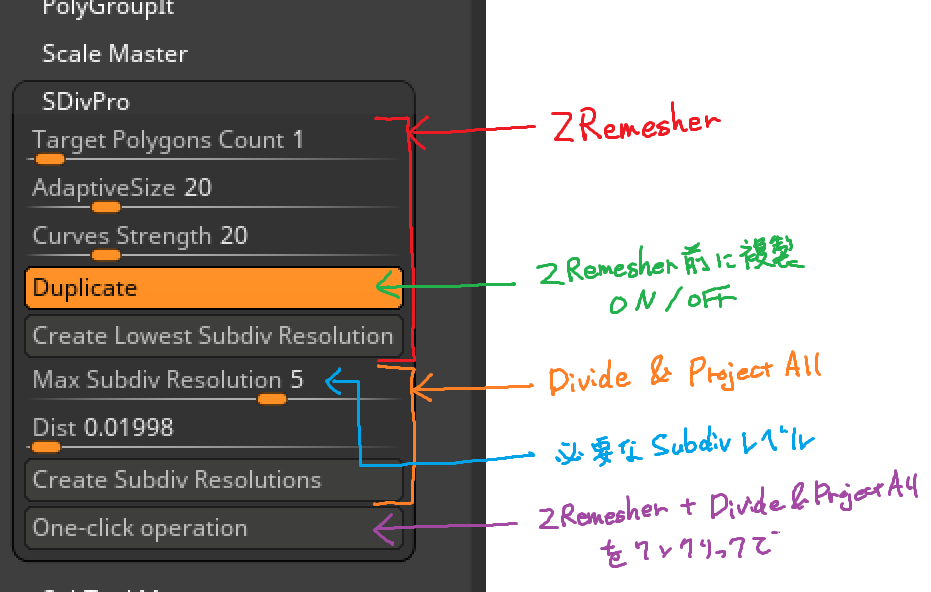 PolyGroupIt
Scale Master
SDivPro
Target Polygons Count 1
AdaptiveSize 20
Curves Strength 20
Duplicate
Create Lowest Subdiv Resolution
Max Subdiv Resolution 5
Dist 0.01998
Create Subdiv Resolutions
One-click operation
ZRemesher
ZRemesher前に複製
ON/OFF
Divide & Project All
必要なSubdivレベル
ZRemesher + Divide & Project All
をワンクリックで